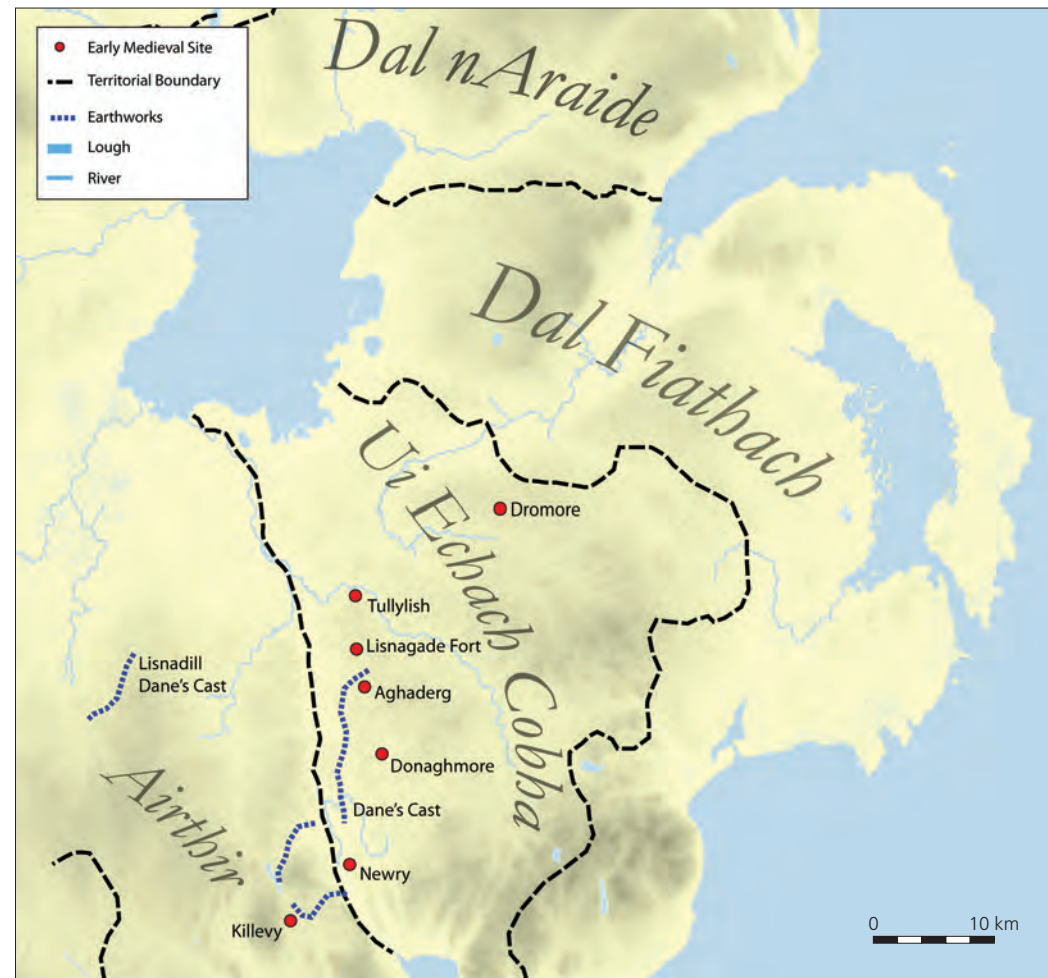 Early Medieval Site
Territorial Boundary
Earthworks
Lough
River
Dal nAraide
Dal Fiathach
Ui Echach Cobba
Dromore
Tullylish
Lisnagade Fort
Lisnadill
Dane's Cast
Aghaderg
Donaghmore
Airthir
Dane's Cast
Newry
Killevy
0 10 km